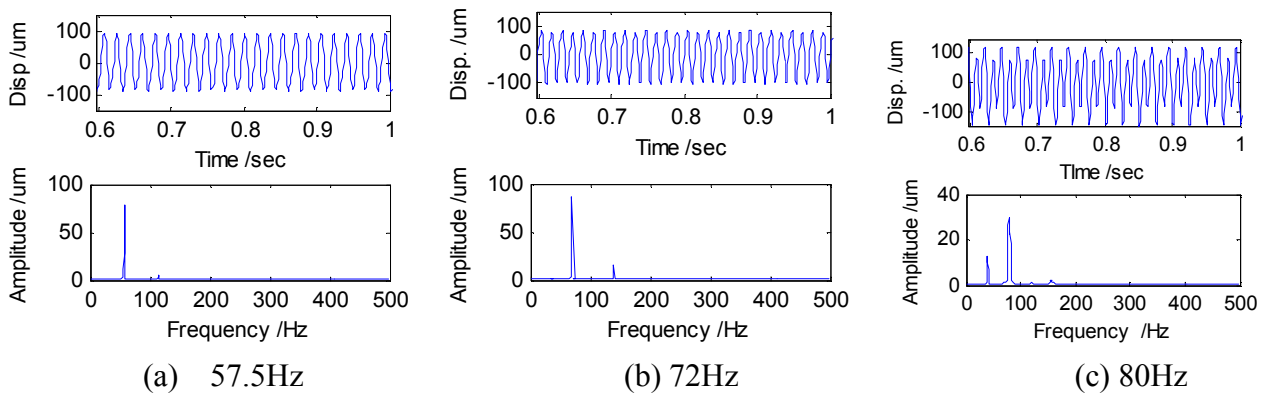 Disp /um
100
0
-100
0.6 0.7 0.8 0.9 1
Time /sec
Amplitude /um
100
50
0
0 100 200 300 400 500
Frequency /Hz
(a) 57.5Hz
Disp. /um
100
0
-100
0.6 0.7 0.8 0.9 1
Time /sec
Amplitude /um
100
50
0
0 100 200 300 400 500
Frequency /Hz
(b) 72Hz
Disp. /um
100
0
-100
0.6 0.7 0.8 0.9 1
TIme /sec
Amplitude /um
40
20
0
0 100 200 300 400 500
Frequency /Hz
(c) 80Hz